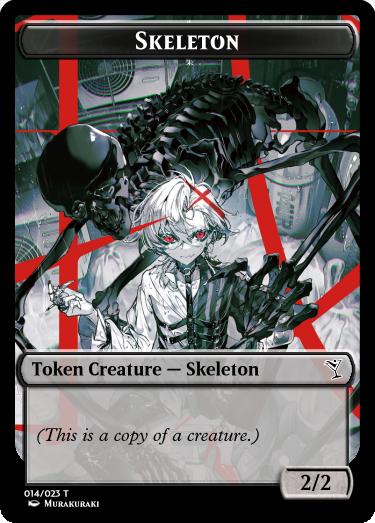 Skeleton
Token Creature — Skeleton
(This is a copy of a creature.)
2/2
014/023 T
Murakuraki